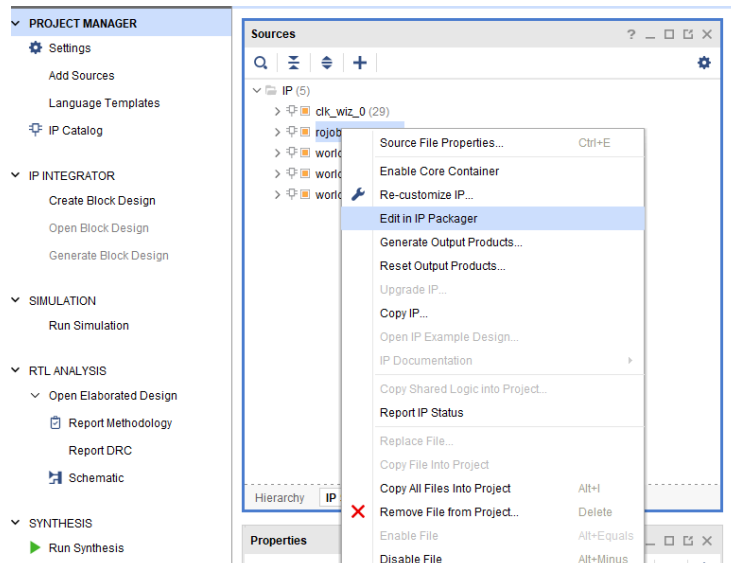 PROJECT MANAGER
Settings
Add Sources
Language Templates
IP Catalog
IP INTEGRATOR
Create Block Design
Open Block Design
Generate Block Design
SIMULATION
Run Simulation
RTL ANALYSIS
Open Elaborated Design
Report Methodology
Report DRC
Schematic
SYNTHESIS
Run Synthesis
Sources
IP (5)
clk_wiz_0 (29)
rojob
world
world
world
Source File Properties... Ctrl+E
Enable Core Container
Re-customize IP...
Edit in IP Packager
Generate Output Products...
Reset Output Products...
Upgrade IP...
Copy IP...
Open IP Example Design...
IP Documentation
Copy Shared Logic into Project...
Report IP Status
Replace File...
Copy File Into Project
Copy All Files Into Project Alt+I
Remove File from Project... Delete
Enable File Alt+Equals
Disable File Alt+Minus
Hierarchy IP
Properties